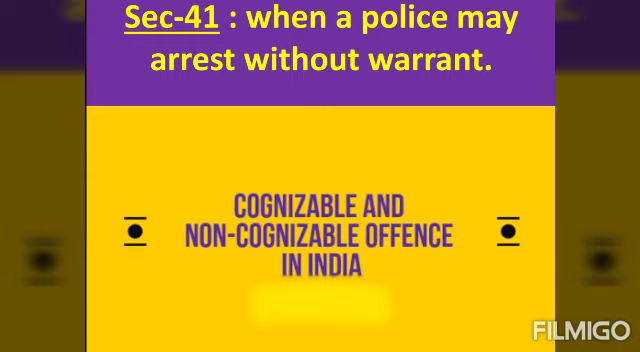 Sec-41 : when a police may
arrest without warrant.
COGNIZABLE AND
NON-COGNIZABLE OFFENCE
IN INDIA
FILMIGO